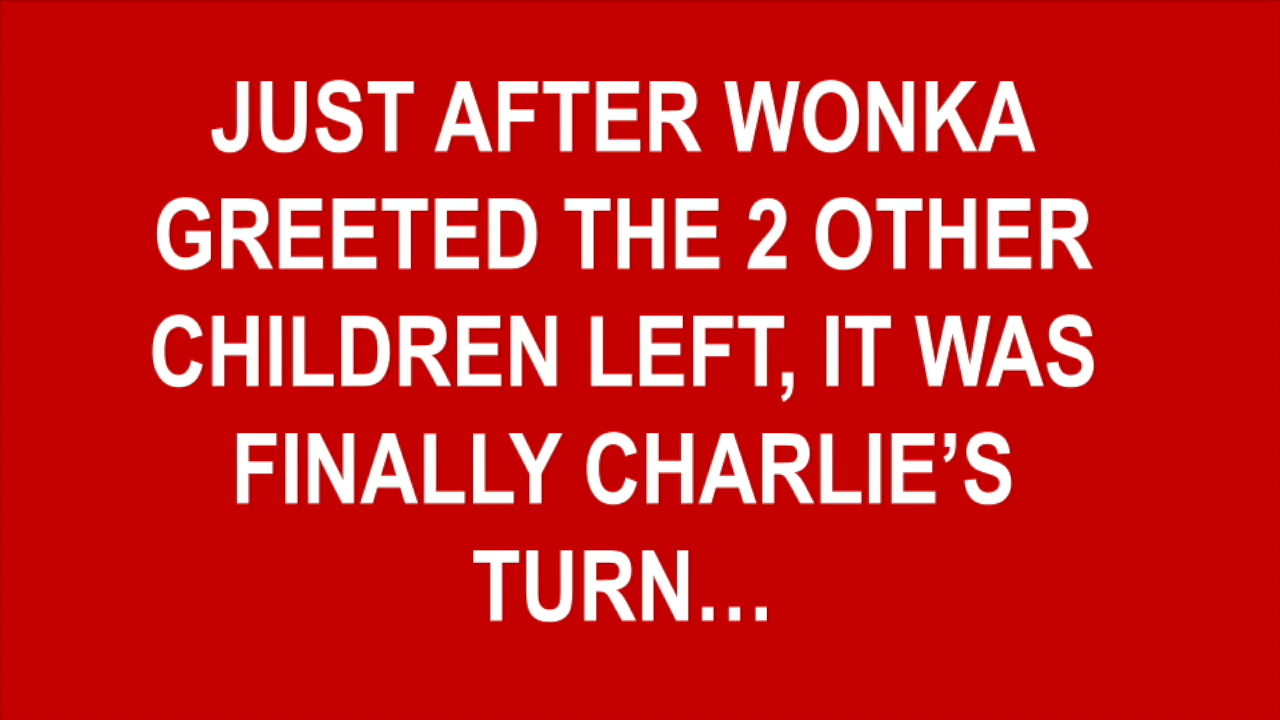 JUST AFTER WONKA
GREETED THE 2 OTHER
CHILDREN LEFT, IT WAS
FINALLY CHARLIE’S
TURN…